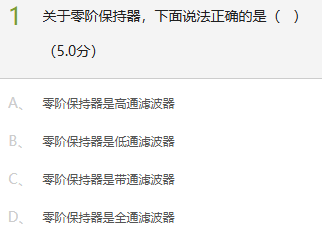 1 关于零阶保持器，下面说法正确的是（ ）
（5.0分）
A、 零阶保持器是高通滤波器
B、 零阶保持器是低通滤波器
C、 零阶保持器是带通滤波器
D、 零阶保持器是全通滤波器